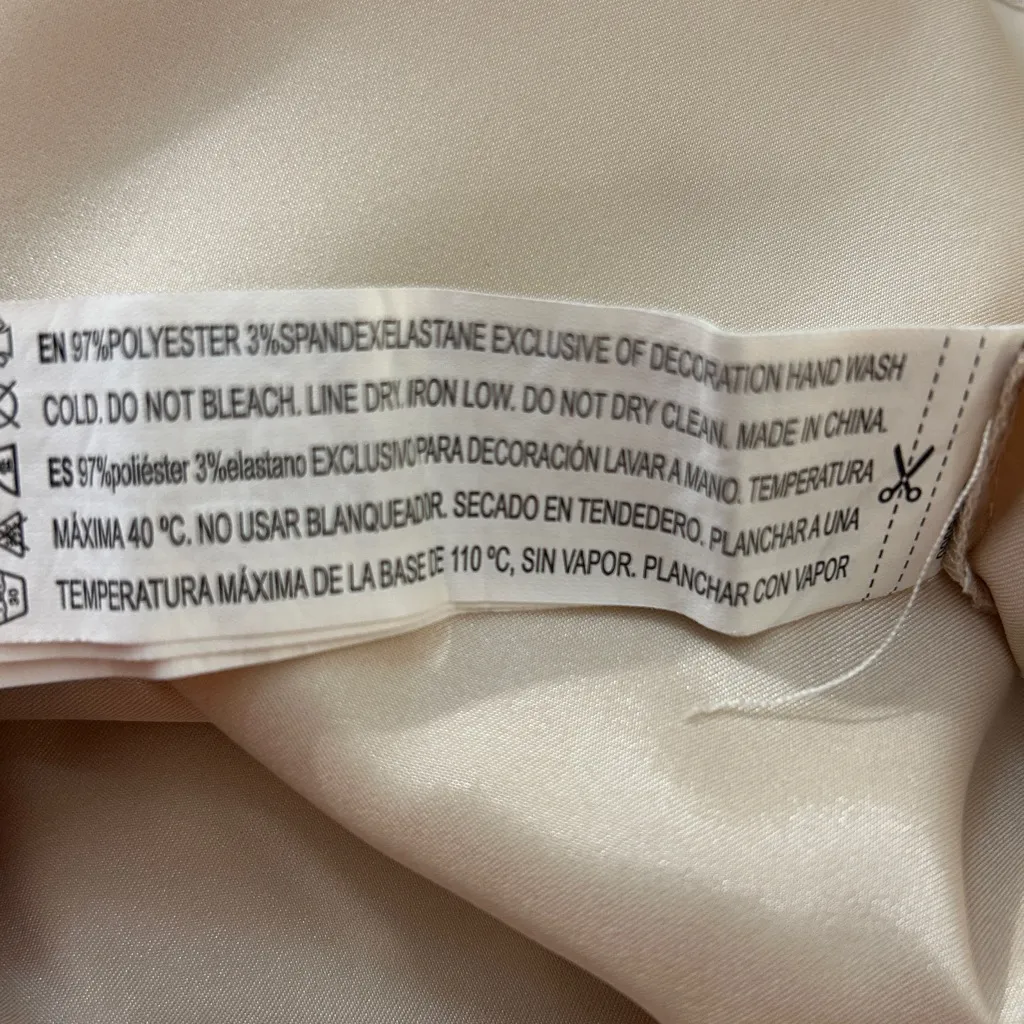 EN 97%POLYESTER 3%SPANDEXELASTANE EXCLUSIVE OF DECORATION HAND WASH
COLD. DO NOT BLEACH. LINE DRY. IRON LOW. DO NOT DRY CLEAN. MADE IN CHINA.
ES 97%poliéster 3%elastano EXCLUSIVO PARA DECORACIÓN LAVAR A MANO. TEMPERATURA
MÁXIMA 40 ºC. NO USAR BLANQUEADOR. SECADO EN TENDEDERO. PLANCHAR A UNA
TEMPERATURA MÁXIMA DE LA BASE DE 110 ºC, SIN VAPOR. PLANCHAR CON VAPOR